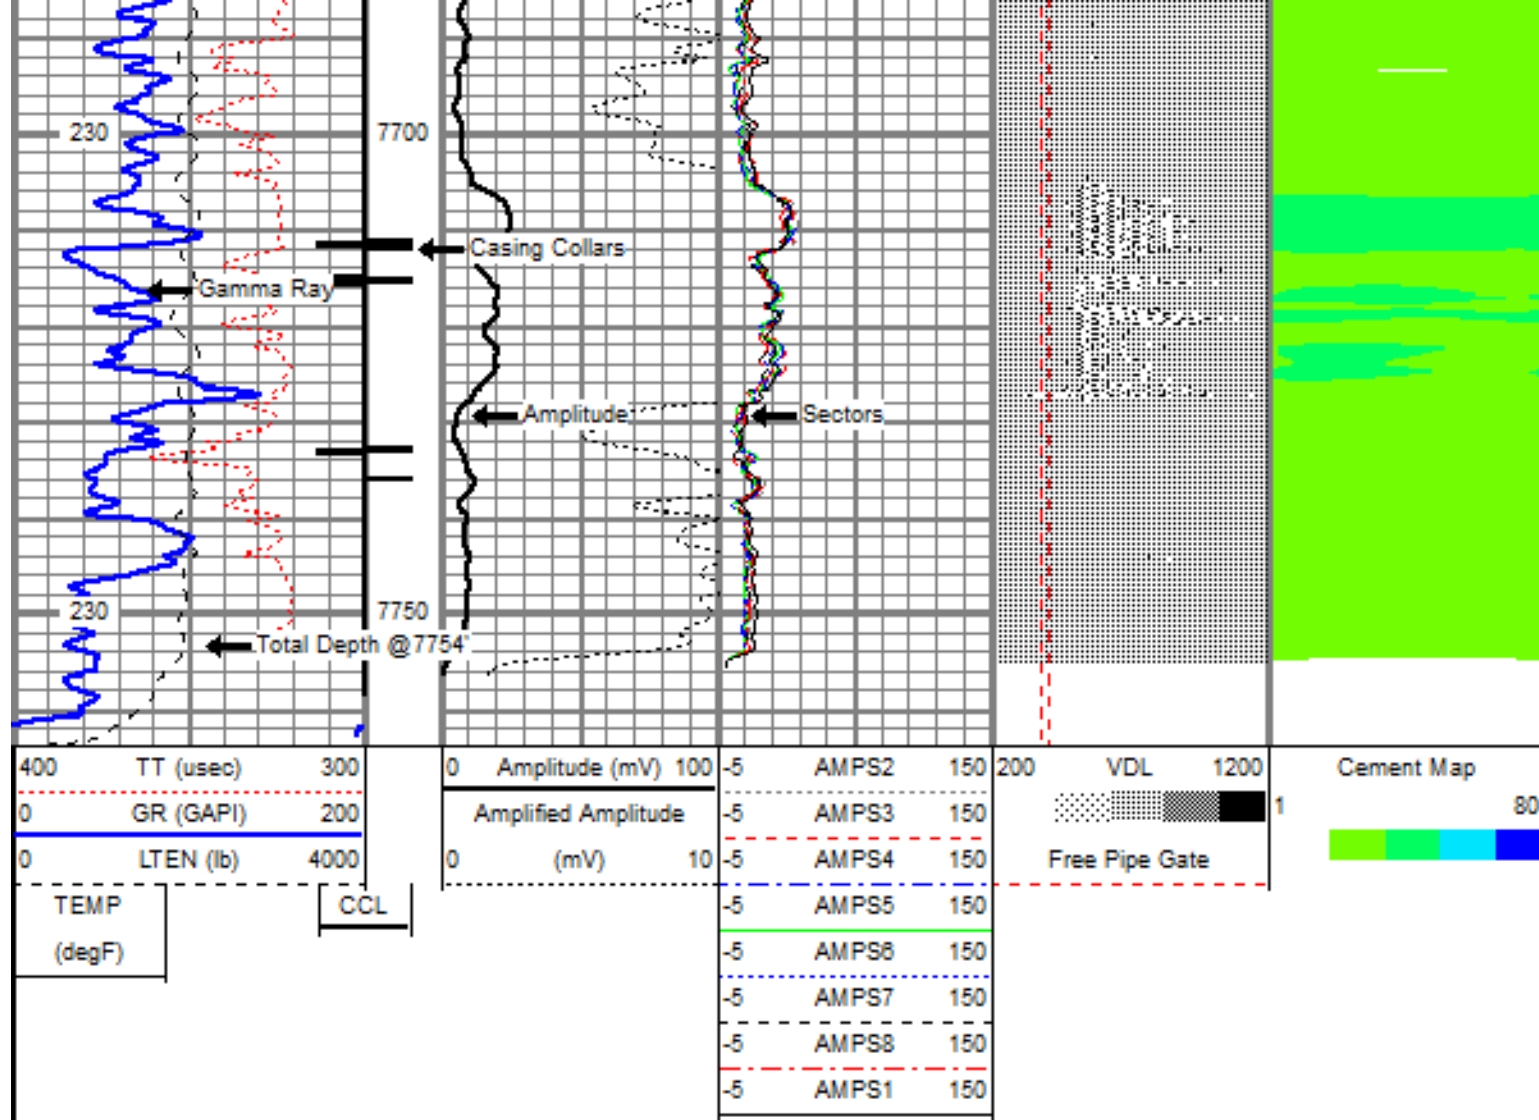 230
7700
Casing Collars
Gamma Ray
Amplitude
Sectors
230
7750
Total Depth @7754'
400 TT (usec) 300
0 GR (GAPI) 200
0 LTEN (lb) 4000
TEMP
(degF)
CCL
0 Amplitude (mV) 100
Amplified Amplitude
0 (mV) 10
-5 AMPS2 150
-5 AMPS3 150
-5 AMPS4 150
-5 AMPS5 150
-5 AMPS6 150
-5 AMPS7 150
-5 AMPS8 150
-5 AMPS1 150
200 VDL 1200
Free Pipe Gate
Cement Map
1 80